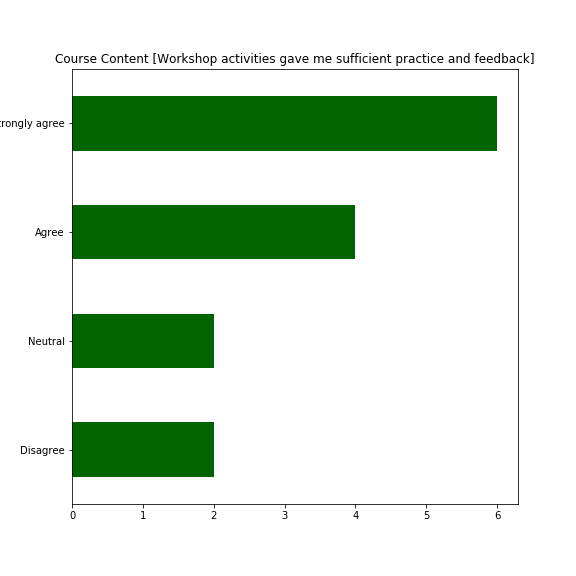 Course Content [Workshop activities gave me sufficient practice and feedback]
trongly agree
Agree
Neutral
Disagree
0 1 2 3 4 5 6